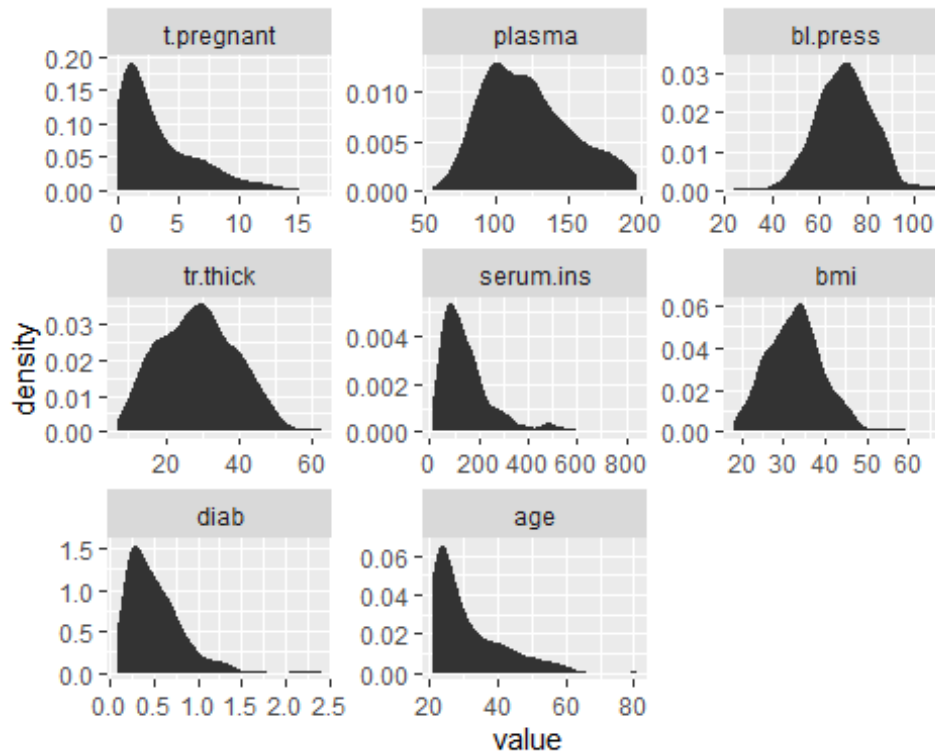 t.pregnant
0.20
0.15
0.10
0.05
0.00
0 5 10 15
plasma
0.010
0.005
0.000
50 100 150 200
bl.press
0.03
0.02
0.01
0.00
20 40 60 80 100
tr.thick
0.03
0.02
0.01
0.00
20 40 60
serum.ins
0.004
0.002
0.000
0 200 400 600 800
bmi
0.06
0.04
0.02
0.00
20 30 40 50 60
diab
1.5
1.0
0.5
0.0
0.0 0.5 1.0 1.5 2.0 2.5
age
0.06
0.04
0.02
0.00
20 40 60 80
density
value